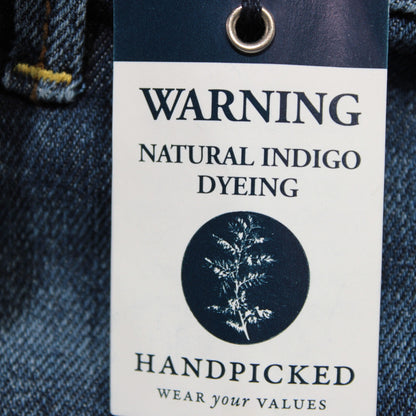 WARNING
NATURAL INDIGO
DYEING
HANDPICKED
WEAR your VALUES